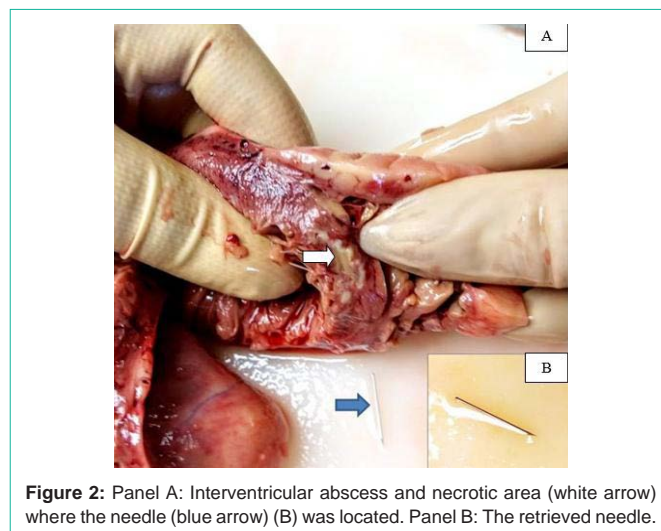 A
B
Figure 2: Panel A: Interventricular abscess and necrotic area (white arrow)
where the needle (blue arrow) (B) was located. Panel B: The retrieved needle.